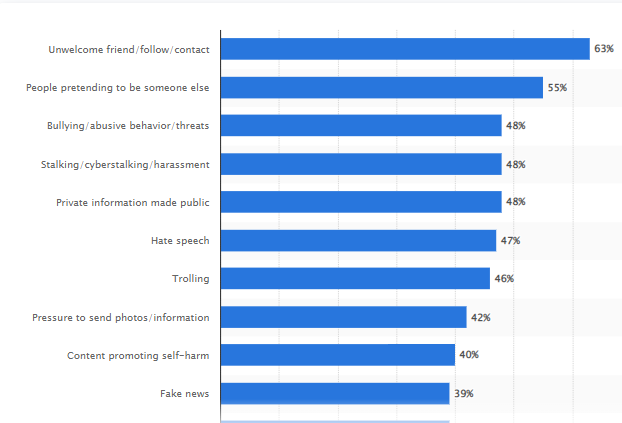 Unwelcome friend/follow/contact 63%
People pretending to be someone else 55%
Bullying/abusive behavior/threats 48%
Stalking/cyberstalking/harassment 48%
Private information made public 48%
Hate speech 47%
Trolling 46%
Pressure to send photos/information 42%
Content promoting self-harm 40%
Fake news 39%